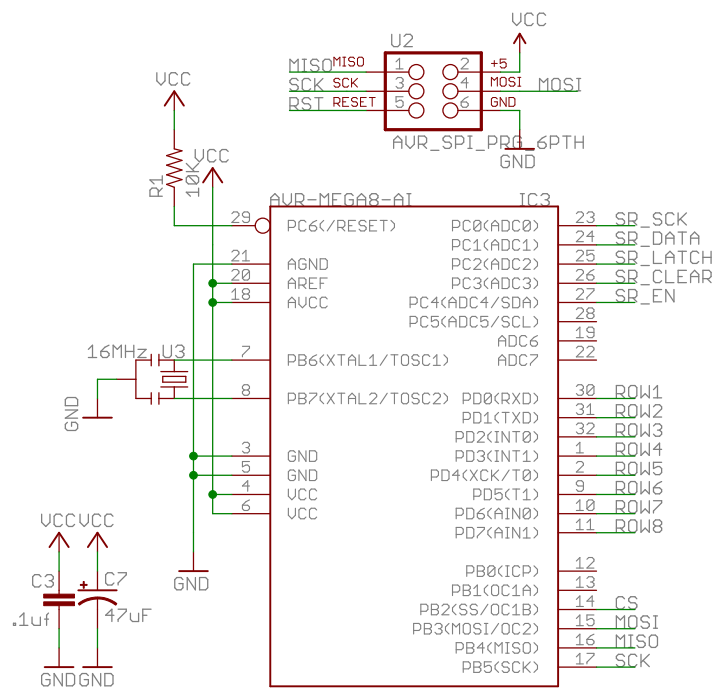 VCC
U2
MISO MISO 1 2 +5
SCK SCK 3 4 MOSI MOSI
RST RESET 5 6 GND
AVR_SPI_PRG_6PTH
GND
VCC
R1
10K
VCC
AVR-MEGA8-AI IC3
29 PC6(/RESET) PC0(ADC0) 23 SR_SCK
PC1(ADC1) 24 SR_DATA
21 AGND PC2(ADC2) 25 SR_LATCH
20 AREF PC3(ADC3) 26 SR_CLEAR
18 AVCC PC4(ADC4/SDA) 27 SR_EN
PC5(ADC5/SCL) 28
ADC6 19
16MHz U3 7 PB6(XTAL1/TOSC1) ADC7 22
8 PB7(XTAL2/TOSC2) PD0(RXD) 30 ROW1
GND
PD1(TXD) 31 ROW2
PD2(INT0) 32 ROW3
3 GND PD3(INT1) 1 ROW4
5 GND PD4(XCK/T0) 2 ROW5
4 VCC PD5(T1) 9 ROW6
6 VCC PD6(AIN0) 10 ROW7
PD7(AIN1) 11 ROW8
VCC VCC
GND
C3
.1uf
+
C7
47uF
GND GND
PB0(ICP) 12
PB1(OC1A) 13
PB2(SS/OC1B) 14 CS
PB3(MOSI/OC2) 15 MOSI
PB4(MISO) 16 MISO
PB5(SCK) 17 SCK